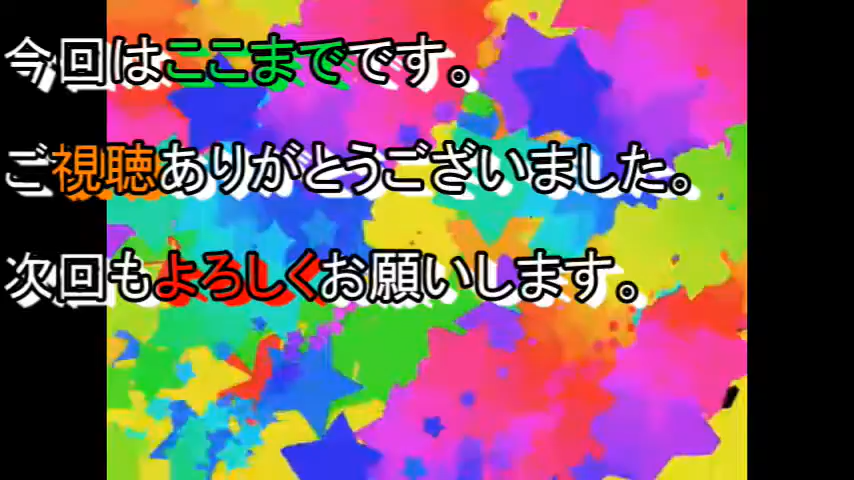 今回はここまでです。
ご視聴ありがとうございました。
次回もよろしくお願いします。